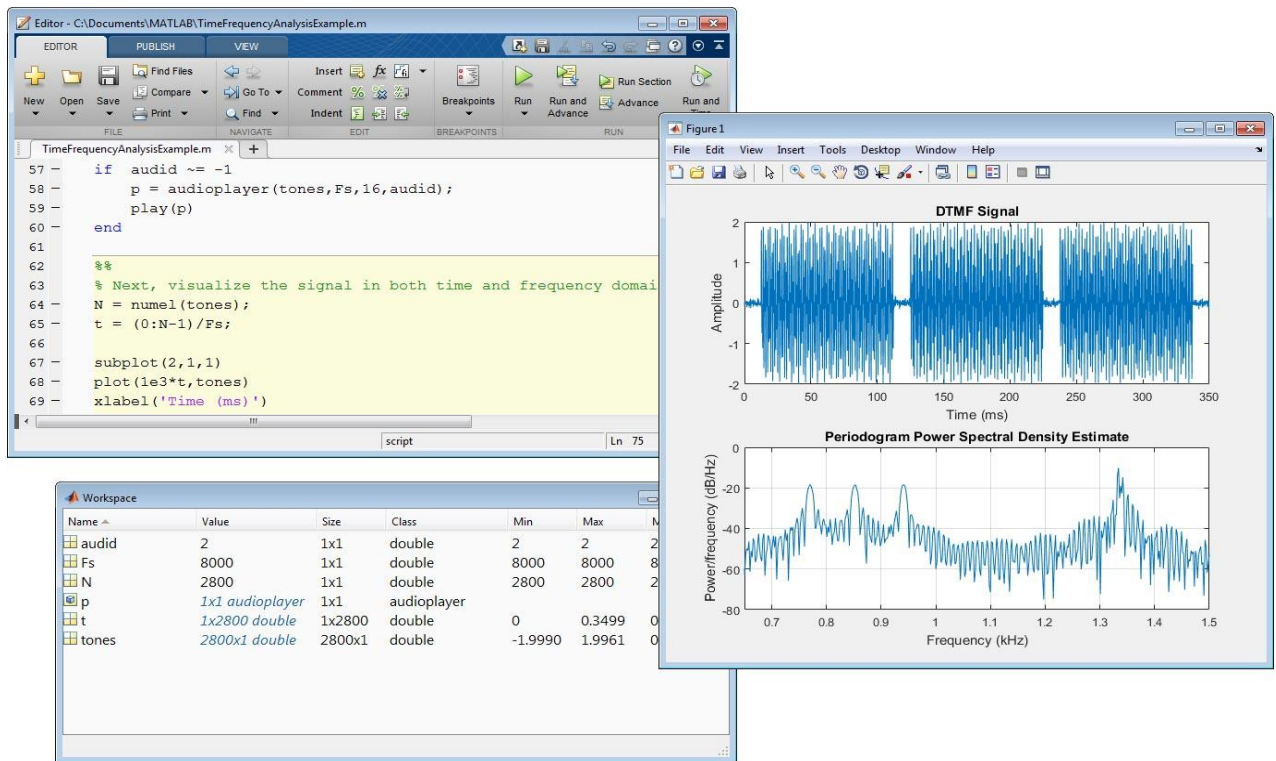 Editor - C:\Documents\MATLAB\TimeFrequencyAnalysisExample.m
EDITOR PUBLISH VIEW
New Open Save Find Files Compare Print
Go To Find
Insert fx
Comment %
Indent
Breakpoints
Run Run and Advance Run Section Advance Run and
FILE NAVIGATE EDIT BREAKPOINTS RUN
TimeFrequencyAnalysisExample.m × +
57 – if audid ~= -1
58 – p = audioplayer(tones,Fs,16,audid);
59 – play(p)
60 – end
61
62 %%
63 % Next, visualize the signal in both time and frequency domai
64 – N = numel(tones);
65 – t = (0:N-1)/Fs;
66
67 – subplot(2,1,1)
68 – plot(1e3*t,tones)
69 – xlabel('Time (ms)')
script Ln 75
Figure 1
File Edit View Insert Tools Desktop Window Help
DTMF Signal
Amplitude
2
1
0
-1
-2
0 50 100 150 200 250 300 350
Time (ms)
Periodogram Power Spectral Density Estimate
Power/frequency (dB/Hz)
0
-20
-40
-60
-80
0.7 0.8 0.9 1 1.1 1.2 1.3 1.4 1.5
Frequency (kHz)
Workspace
Name Value Size Class Min Max
audid 2 1x1 double 2 2 2
Fs 8000 1x1 double 8000 8000 8
N 2800 1x1 double 2800 2800 2
p 1x1 audioplayer 1x1 audioplayer
t 1x2800 double 1x2800 double 0 0.3499 0
tones 2800x1 double 2800x1 double -1.9990 1.9961 0